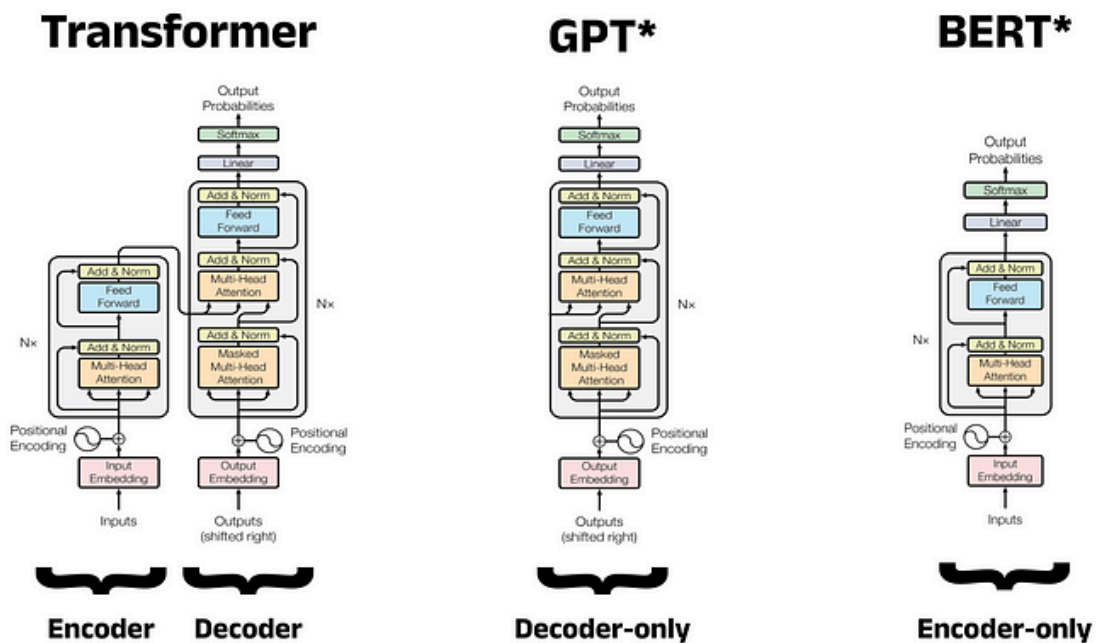 Transformer
Output
Probabilities
Softmax
Linear
Add & Norm
Feed
Forward
Add & Norm
Multi-Head
Attention
Nx
Add & Norm
Masked
Multi-Head
Attention
Positional
Encoding
Output
Embedding
Outputs
(shifted right)
Add & Norm
Feed
Forward
Nx
Add & Norm
Multi-Head
Attention
Positional
Encoding
Input
Embedding
Inputs
Encoder
Decoder
GPT*
Output
Probabilities
Softmax
Linear
Add & Norm
Feed
Forward
Add & Norm
Multi-Head
Attention
Nx
Add & Norm
Masked
Multi-Head
Attention
Positional
Encoding
Output
Embedding
Outputs
(shifted right)
Decoder-only
BERT*
Output
Probabilities
Softmax
Linear
Add & Norm
Feed
Forward
Nx
Add & Norm
Multi-Head
Attention
Positional
Encoding
Input
Embedding
Inputs
Encoder-only